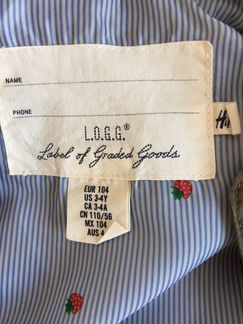 NAME
PHONE
H&M
L.O.G.G.®
Label of Graded Goods
EUR 104
US 3-4Y
CA 3-4A
CN 110/56
MX 104
AUS 4